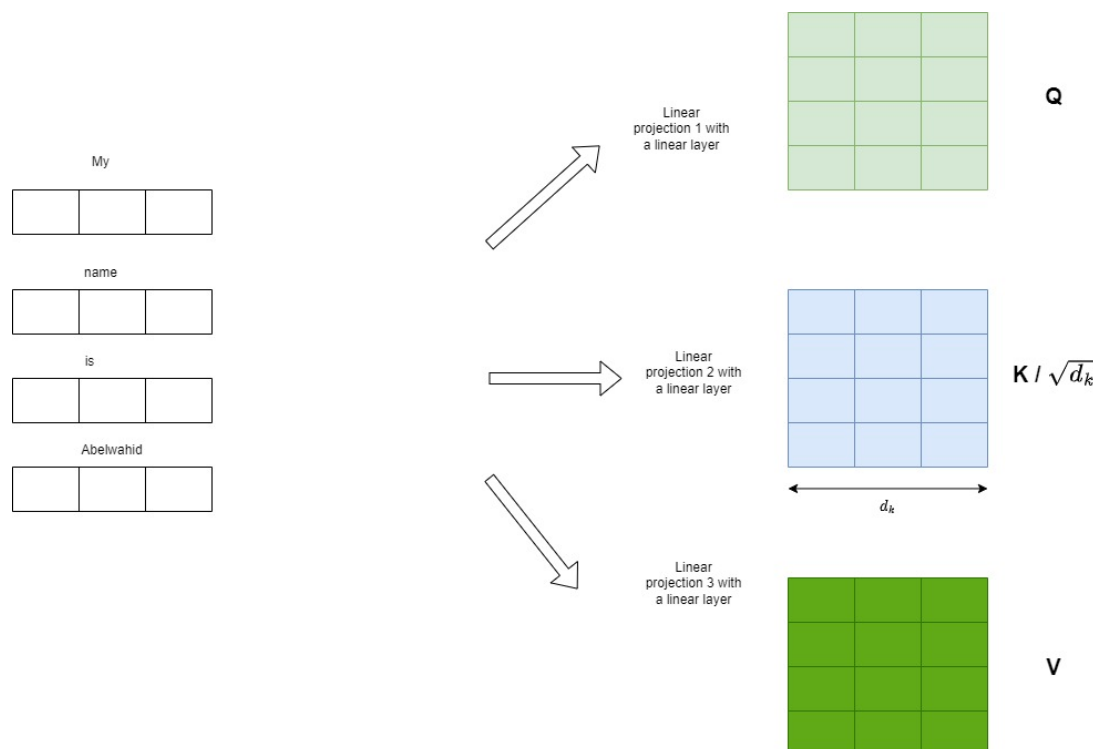 My
name
is
Abelwahid
Linear
projection 1 with
a linear layer
Q
Linear
projection 2 with
a linear layer
K / √d_k
d_k
Linear
projection 3 with
a linear layer
V